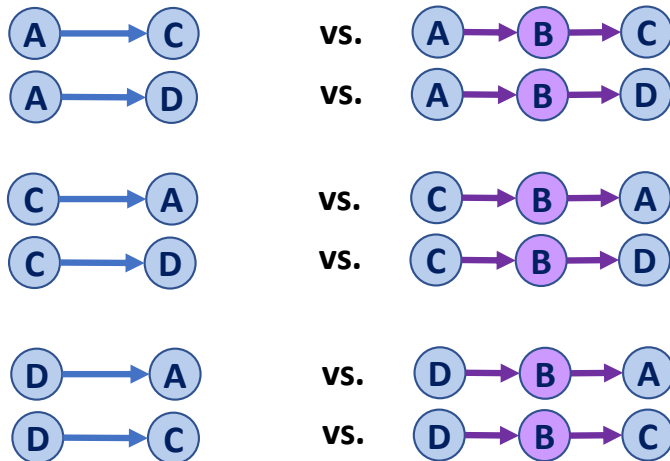 A C vs. A B C
A D vs. A B D
C A vs. C B A
C D vs. C B D
D A vs. D B A
D C vs. D B C